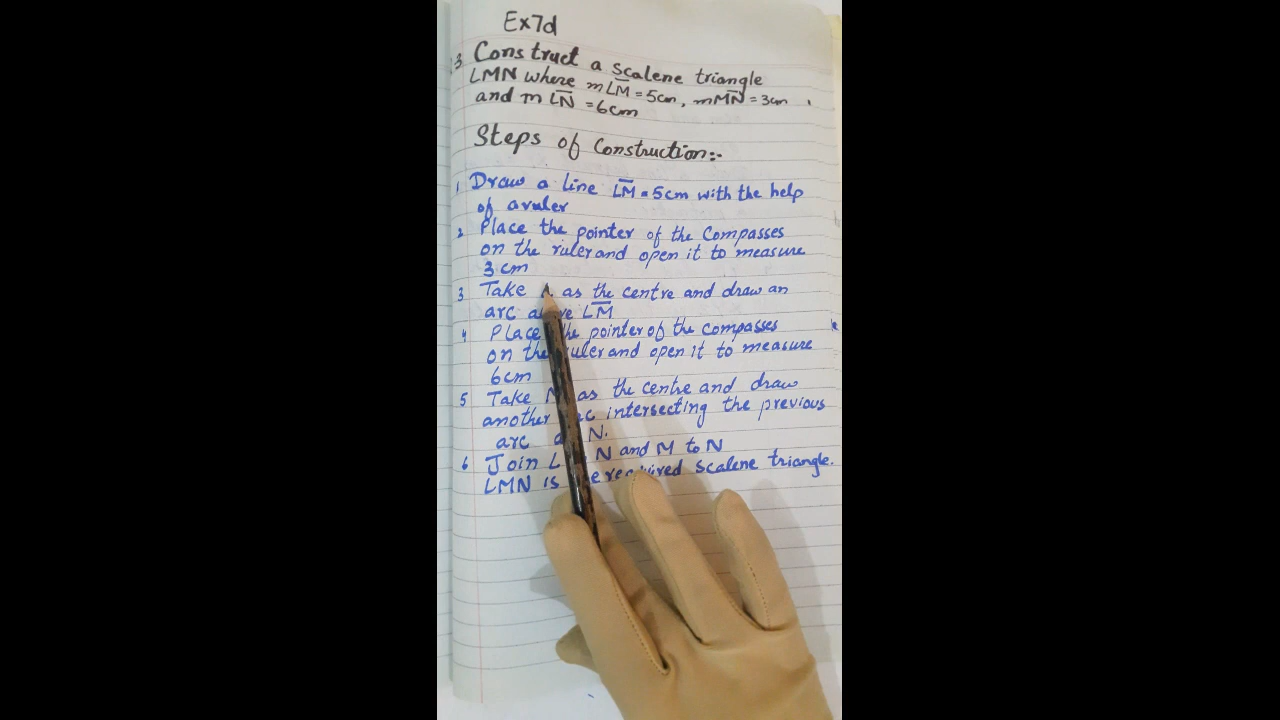 Ex7d
3 Construct a scalene triangle
LMN where mLM = 5cm, mMN = 3cm,
and m LN = 6cm
Steps of Construction:-
1 Draw a line LM = 5cm with the help
of a ruler
2 Place the pointer of the Compasses
on the ruler and open it to measure
3 cm
3 Take as the centre and draw an
arc LM
4 Place the pointer of the compasses
on the ruler and open it to measure
6cm
5 Take as the centre and draw
another intersecting the previous
arc N.
6 Join L N and M to N
LMN is required scalene triangle.